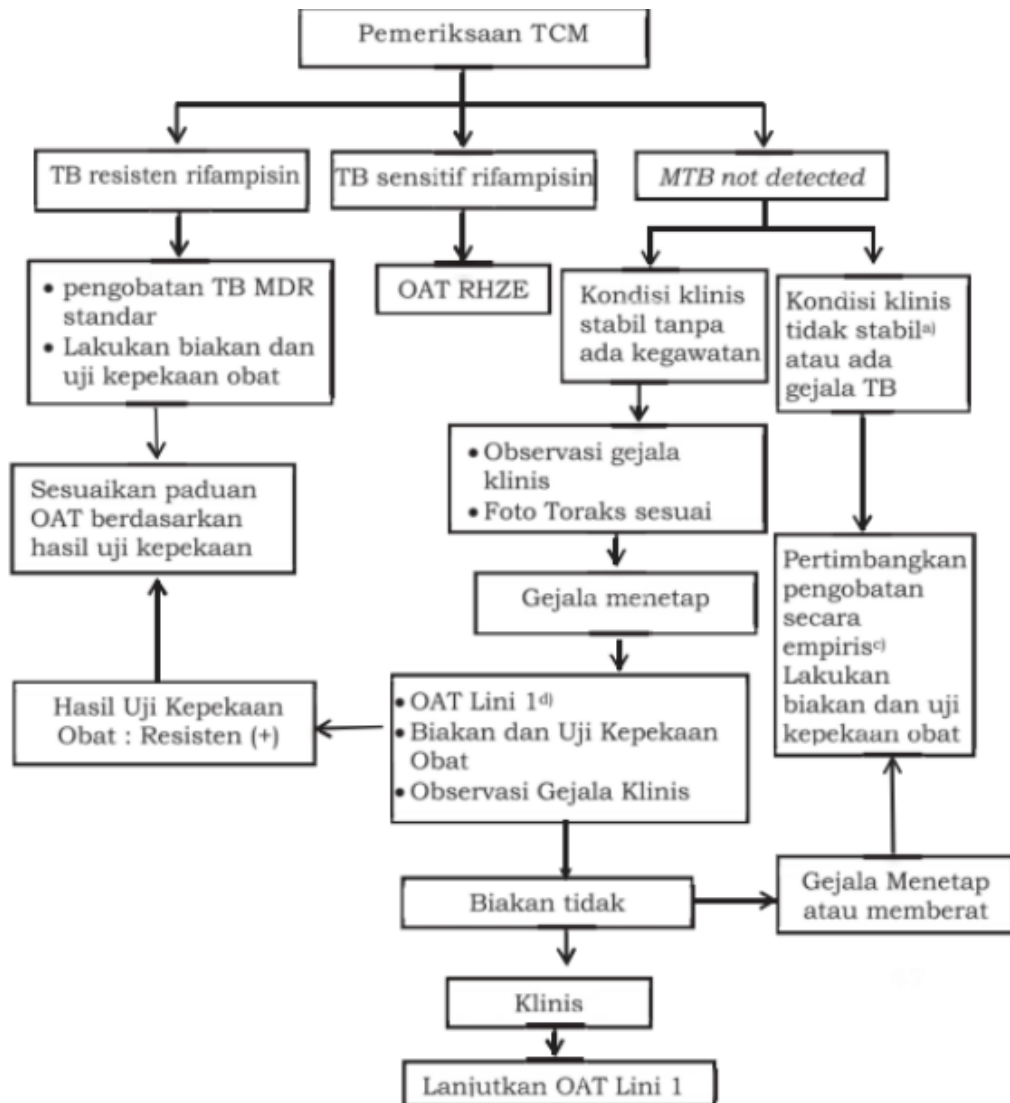 Pemeriksaan TCM
TB resisten rifampisin
TB sensitif rifampisin
MTB not detected
• pengobatan TB MDR
standar
• Lakukan biakan dan
uji kepekaan obat
OAT RHZE
Kondisi klinis
stabil tanpa
ada kegawatan
Kondisi klinis
tidak stabil a)
atau ada
gejala TB
Sesuaikan paduan
OAT berdasarkan
hasil uji kepekaan
• Observasi gejala
klinis
• Foto Toraks sesuai
Gejala menetap
Pertimbangkan
pengobatan
secara
empiris c)
Lakukan
biakan dan uji
kepekaan obat
Hasil Uji Kepekaan
Obat : Resisten (+)
• OAT Lini 1 d)
• Biakan dan Uji Kepekaan
Obat
• Observasi Gejala Klinis
Biakan tidak
Gejala Menetap
atau memberat
Klinis
Lanjutkan OAT Lini 1